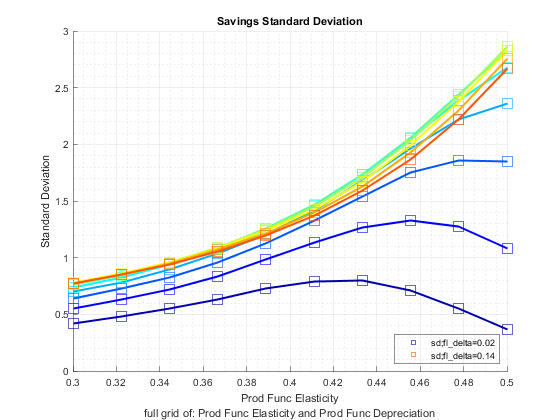 Savings Standard Deviation
3
2.5
2
1.5
1
0.5
0
Standard Deviation
sd;fl_delta=0.02
sd;fl_delta=0.14
0.3 0.32 0.34 0.36 0.38 0.4 0.42 0.44 0.46 0.48 0.5
Prod Func Elasticity
full grid of: Prod Func Elasticity and Prod Func Depreciation